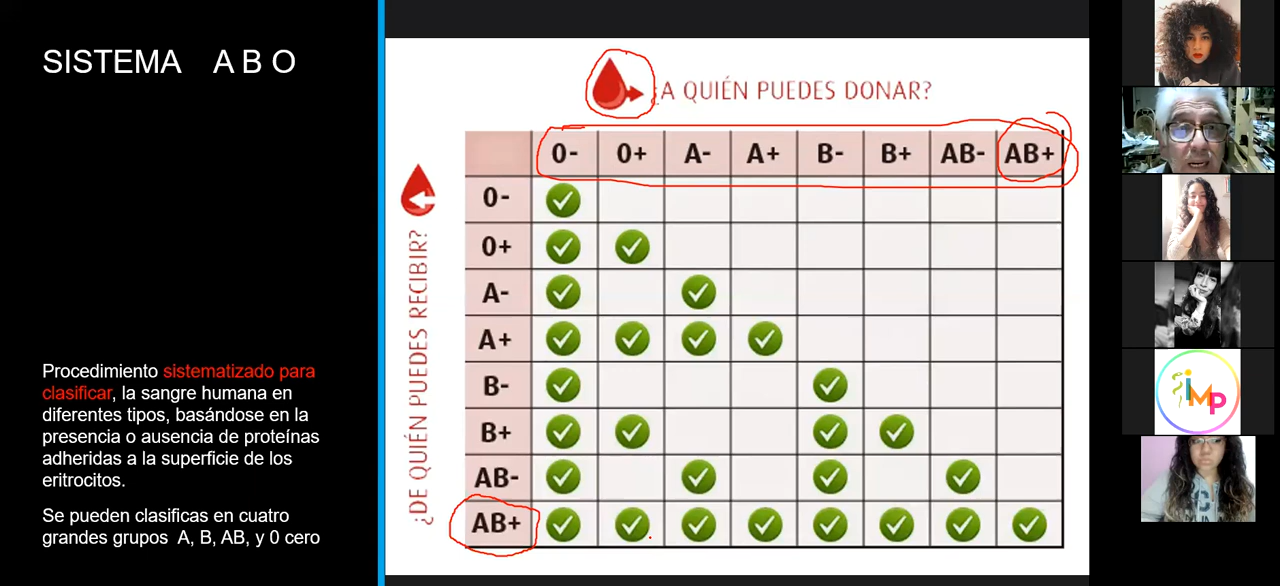 SISTEMA A B O
Procedimiento sistematizado para
clasificar, la sangre humana en
diferentes tipos, basándose en la
presencia o ausencia de proteínas
adheridas a la superficie de los
eritrocitos.
Se pueden clasificas en cuatro
grandes grupos A, B, AB, y 0 cero
¿A QUIÉN PUEDES DONAR?
¿DE QUIÉN PUEDES RECIBIR?
0- 0+ A- A+ B- B+ AB- AB+
0-
0+
A-
A+
B-
B+
AB-
AB+
iMp